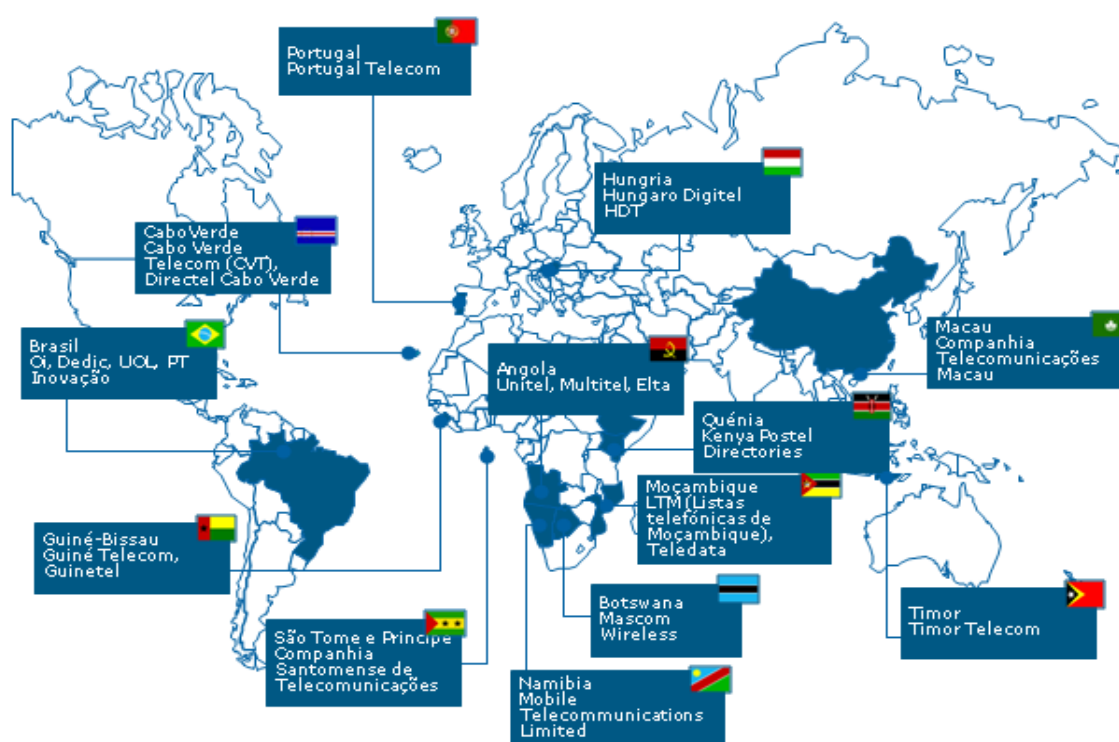 Portugal
Portugal Telecom
Hungria
Hungaro Digitel
HDT
CaboVerde
Cabo Verde
Telecom (CVT),
Directel Cabo Verde
Brasil
Oi, Dedic, UOL, PT
Inovação
Angola
Unitel, Multitel, Elta
Macau
Companhia
Telecomunicações
Macau
Quénia
Kenya Postel
Directories
Moçambique
LTM (Listas
telefónicas de
Moçambique),
Teledata
Guiné-Bissau
Guiné Telecom,
Guinetel
Botswana
Mascom
Wireless
Timor
Timor Telecom
São Tome e Principe
Companhia
Santomense de
Telecomunicações
Namibia
Mobile
Telecommunications
Limited